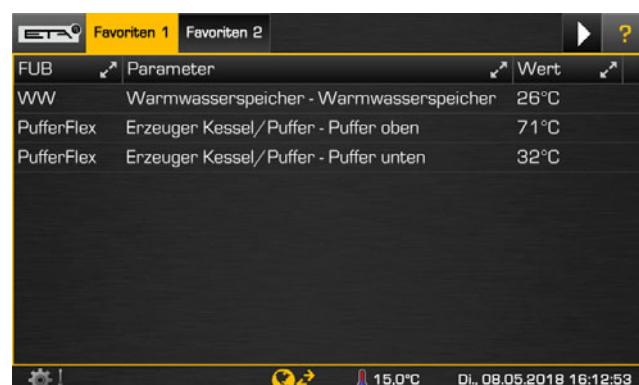 ETA Favoriten 1 Favoriten 2 ?
FUB Parameter Wert
WW Warmwasserspeicher - Warmwasserspeicher 26°C
PufferFlex Erzeuger Kessel/Puffer - Puffer oben 71°C
PufferFlex Erzeuger Kessel/Puffer - Puffer unten 32°C
15,0°C Di., 08.05.2018 16:12:53